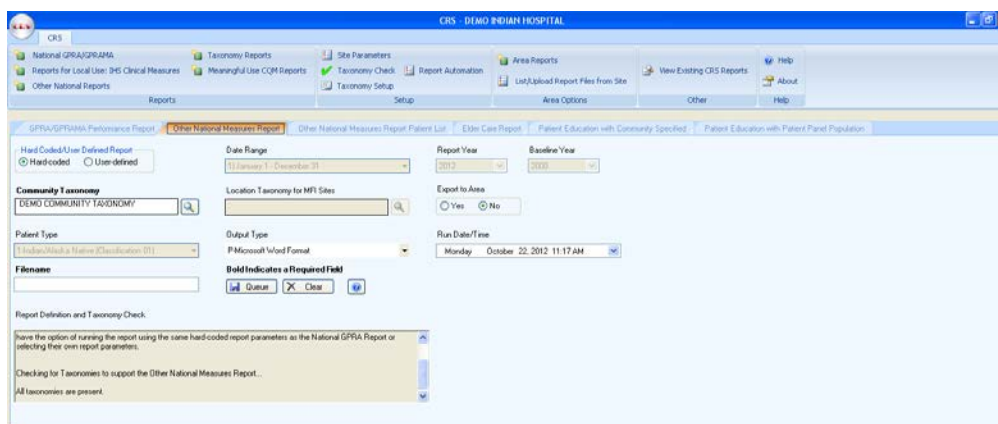 CRS - DEMO INDIAN HOSPITAL
CRS
National GPRA/GPRAMA
Reports for Local Use: IHS Clinical Measures
Other National Reports
Taxonomy Reports
Meaningful Use CQM Reports
Reports
Site Parameters
Taxonomy Check
Report Automation
Taxonomy Setup
Setup
Area Reports
List/Upload Report Files from Site
Area Options
View Existing CRS Reports
Other
Help
About
Help
GPRA/GPRAMA Performance Report
Other National Measures Report
Other National Measures Report Patient List
Elder Care Report
Patient Education with Community Specified
Patient Education with Patient Panel Population
Hard Coded/User Defined Report
Hard-coded
User-defined
Date Range
1) January 1 - December 31
Report Year
2012
Baseline Year
2000
Community Taxonomy
DEMO COMMUNITY TAXONOMY
Location Taxonomy for MFI Sites
Export to Area
Yes
No
Patient Type
1-Indian/Alaska Native (Classification 01)
Output Type
P-Microsoft Word Format
Run Date/Time
Monday October 22, 2012 11:17 AM
Filename
Bold Indicates a Required Field
Queue
Clear
Report Definition and Taxonomy Check
have the option of running the report using the same hard-coded report parameters as the National GPRA Report or
selecting their own report parameters.
Checking for Taxonomies to support the Other National Measures Report...
All taxonomies are present.